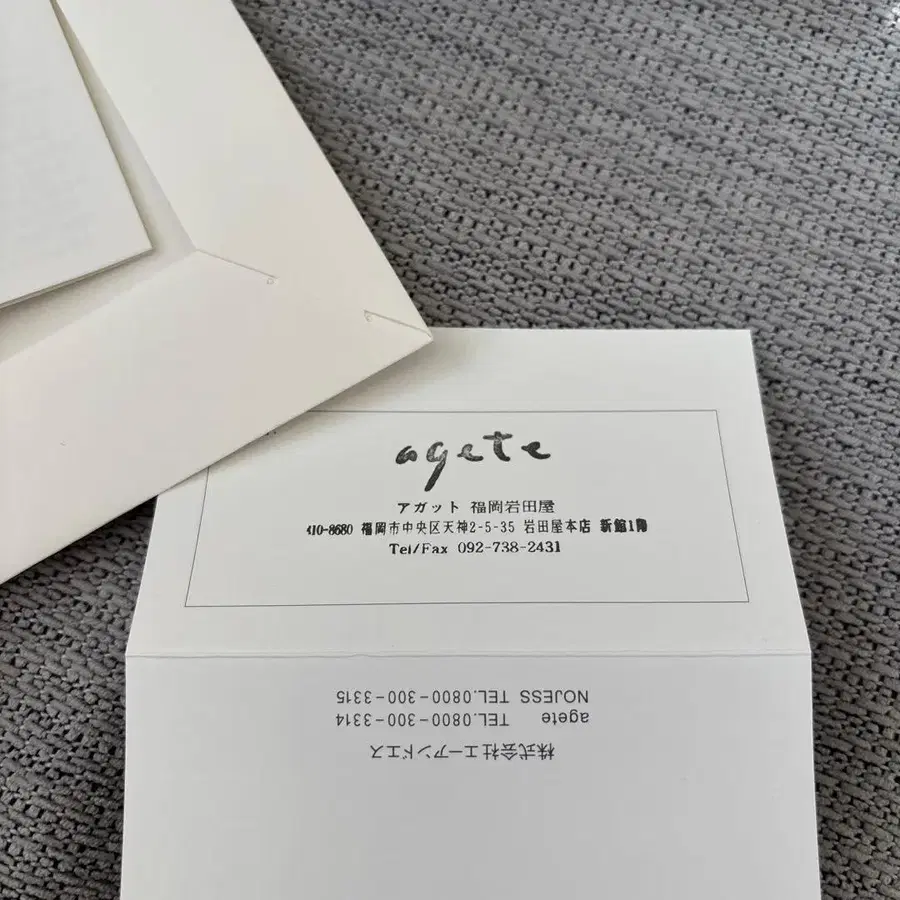 agete
アガット 福岡岩田屋
410-8680 福岡市中央区天神2-5-35 岩田屋本店 新館1階
Tel/Fax 092-738-2431
株式会社エーアンドエス
agete TEL.0800-300-3314
NOJESS TEL.0800-300-3315